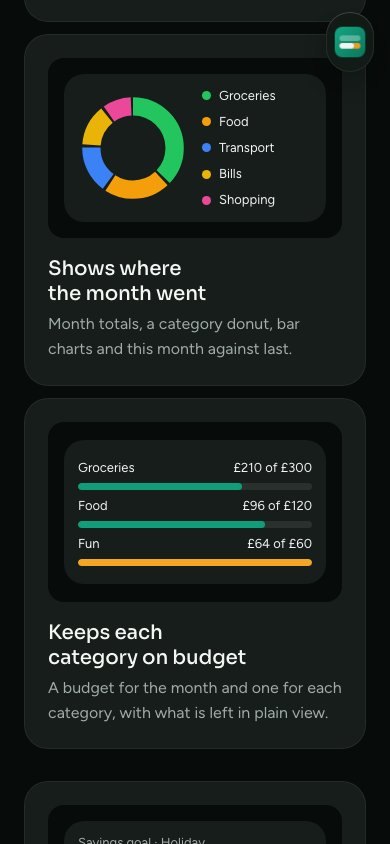 Groceries
Food
Transport
Bills
Shopping
Shows where
the month went
Month totals, a category donut, bar
charts and this month against last.
Groceries £210 of £300
Food £96 of £120
Fun £64 of £60
Keeps each
category on budget
A budget for the month and one for each
category, with what is left in plain view.
Savings goal · Holiday